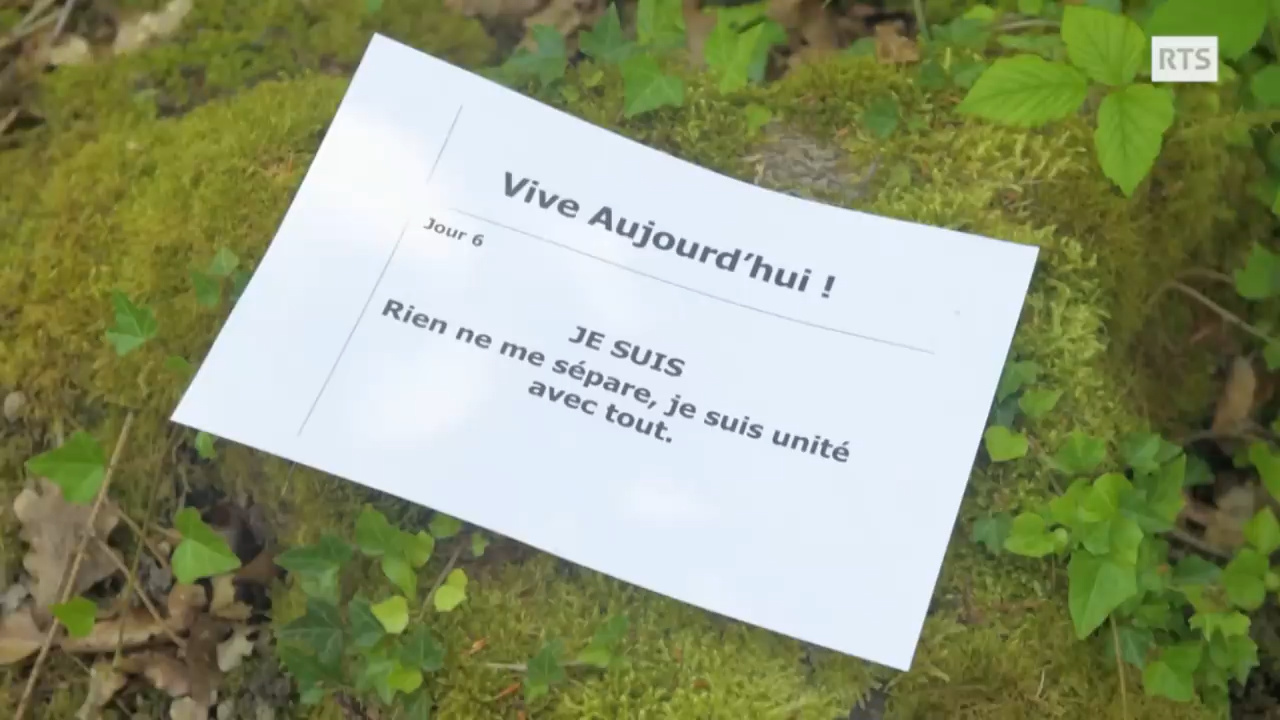 RTS
Vive Aujourd’hui !
Jour 6
JE SUIS
Rien ne me sépare, je suis unité
avec tout.